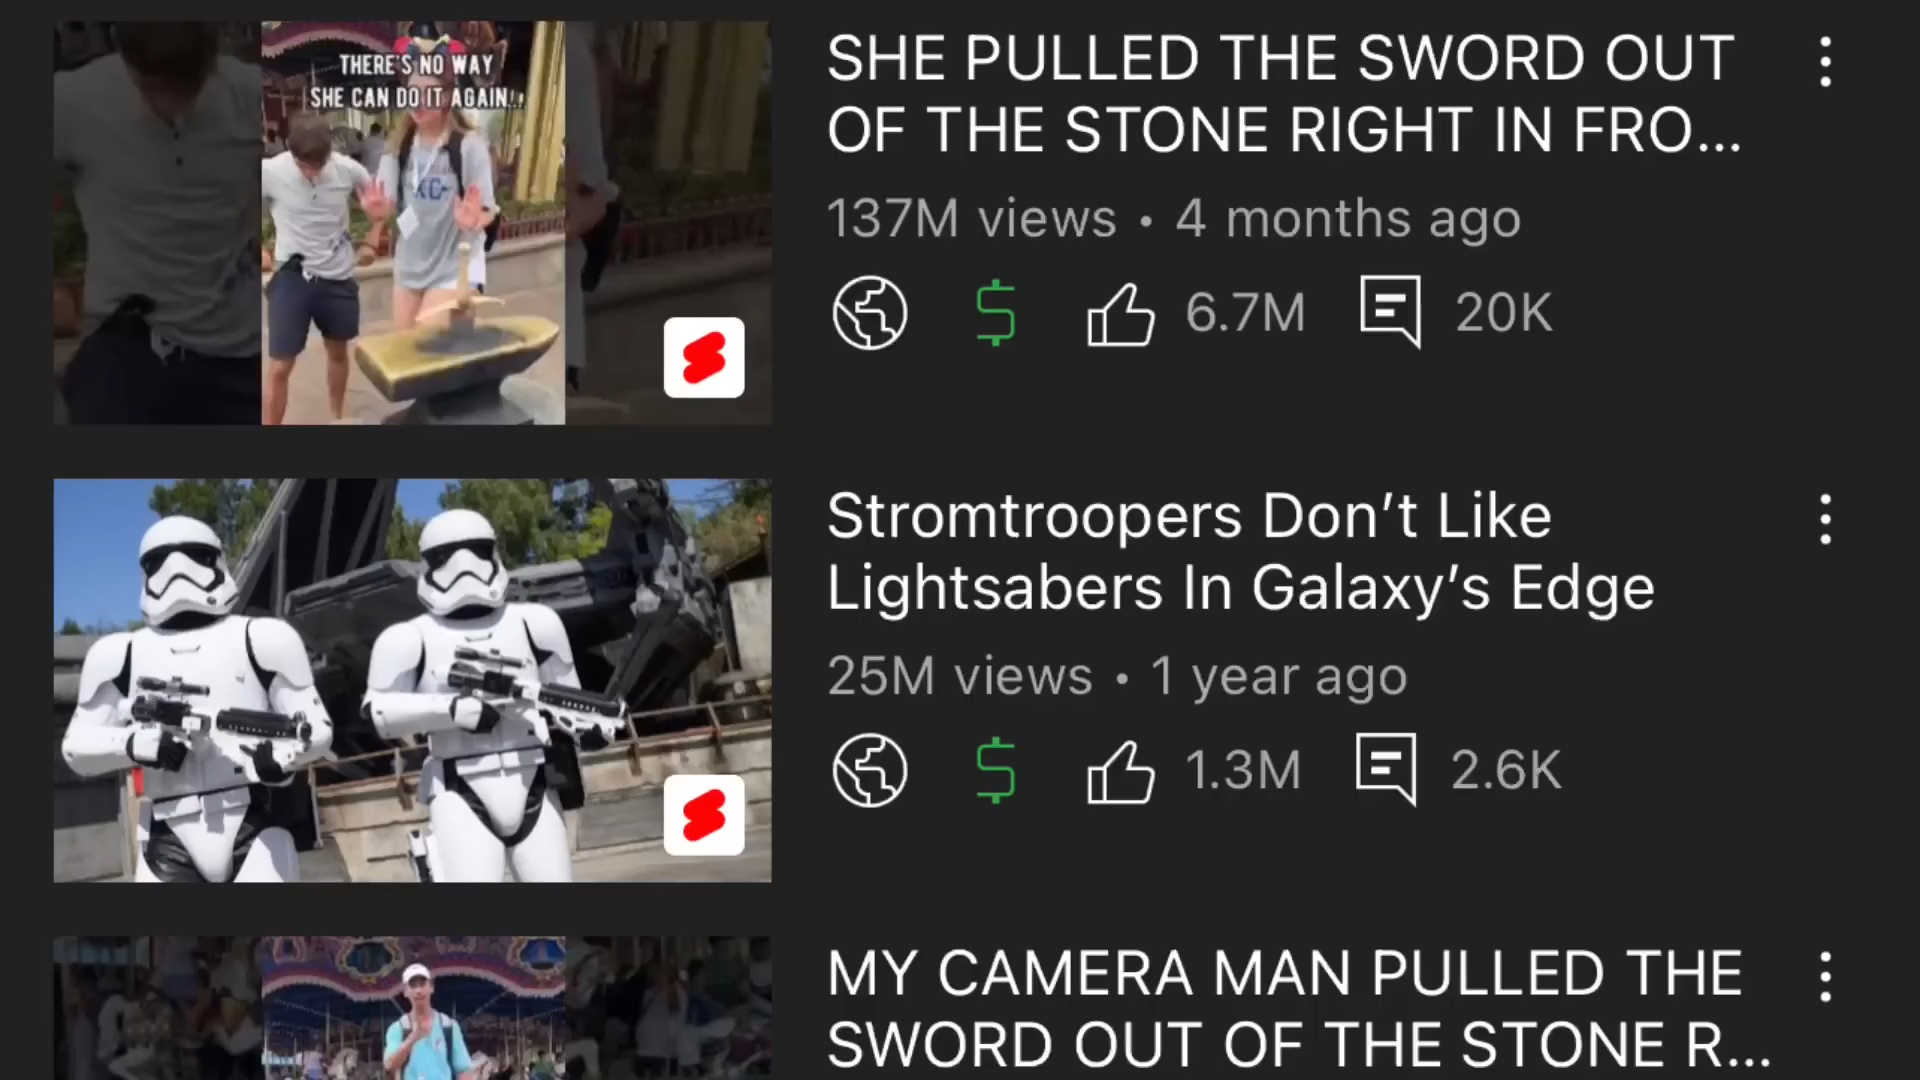 THERE'S NO WAY
SHE CAN DO IT AGAIN...
KC
SHE PULLED THE SWORD OUT
OF THE STONE RIGHT IN FRO...
137M views • 4 months ago
6.7M
20K
Stromtroopers Don’t Like
Lightsabers In Galaxy’s Edge
25M views • 1 year ago
1.3M
2.6K
MY CAMERA MAN PULLED THE
SWORD OUT OF THE STONE R...